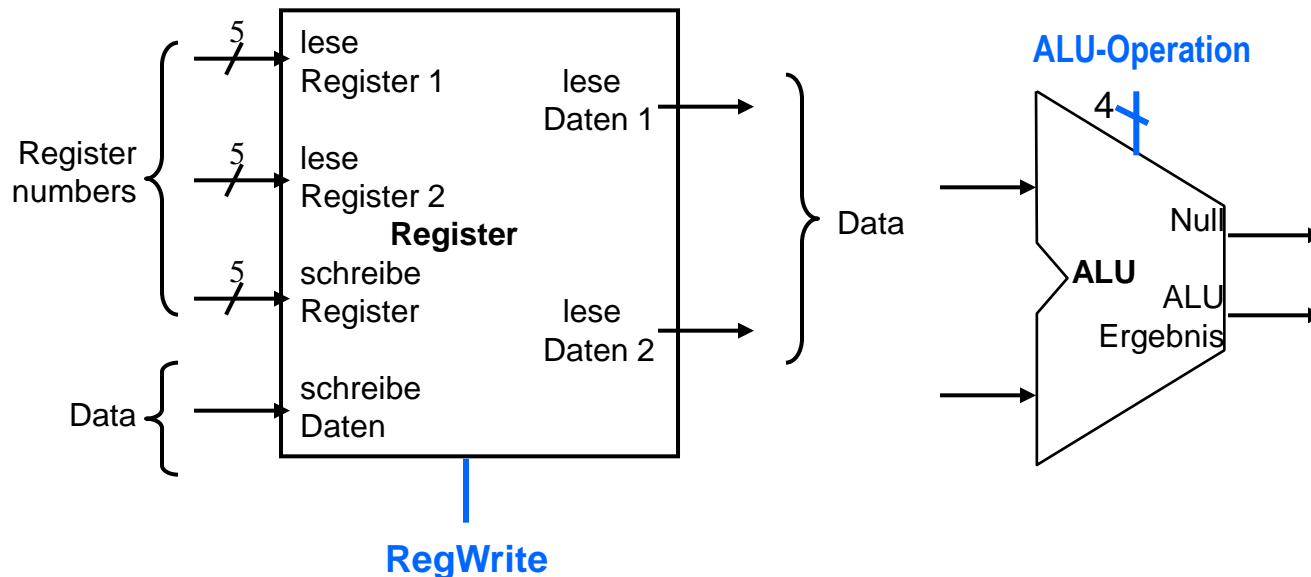 5
lese
Register 1
5
lese
Register 2
Register
numbers
Register
5
schreibe
Register
Data
schreibe
Daten
lese
Daten 1
lese
Daten 2
Data
RegWrite
ALU-Operation
4
Null
ALU
ALU
Ergebnis